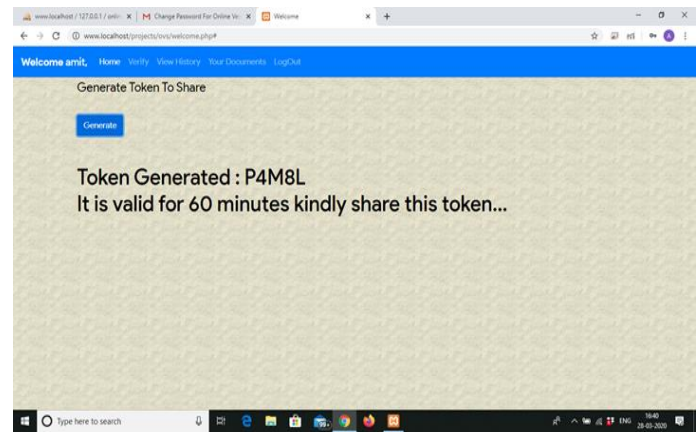 www.localhost / 127.0.0.1 / onlin
Change Password For Online Ve
Welcome
www.localhost/projects/ovs/welcome.php#
Welcome amit, Home Verify View History Your Documents LogOut
Generate Token To Share
Generate
Token Generated : P4M8L
It is valid for 60 minutes kindly share this token...
Type here to search
ENG
16:40
28-03-2020